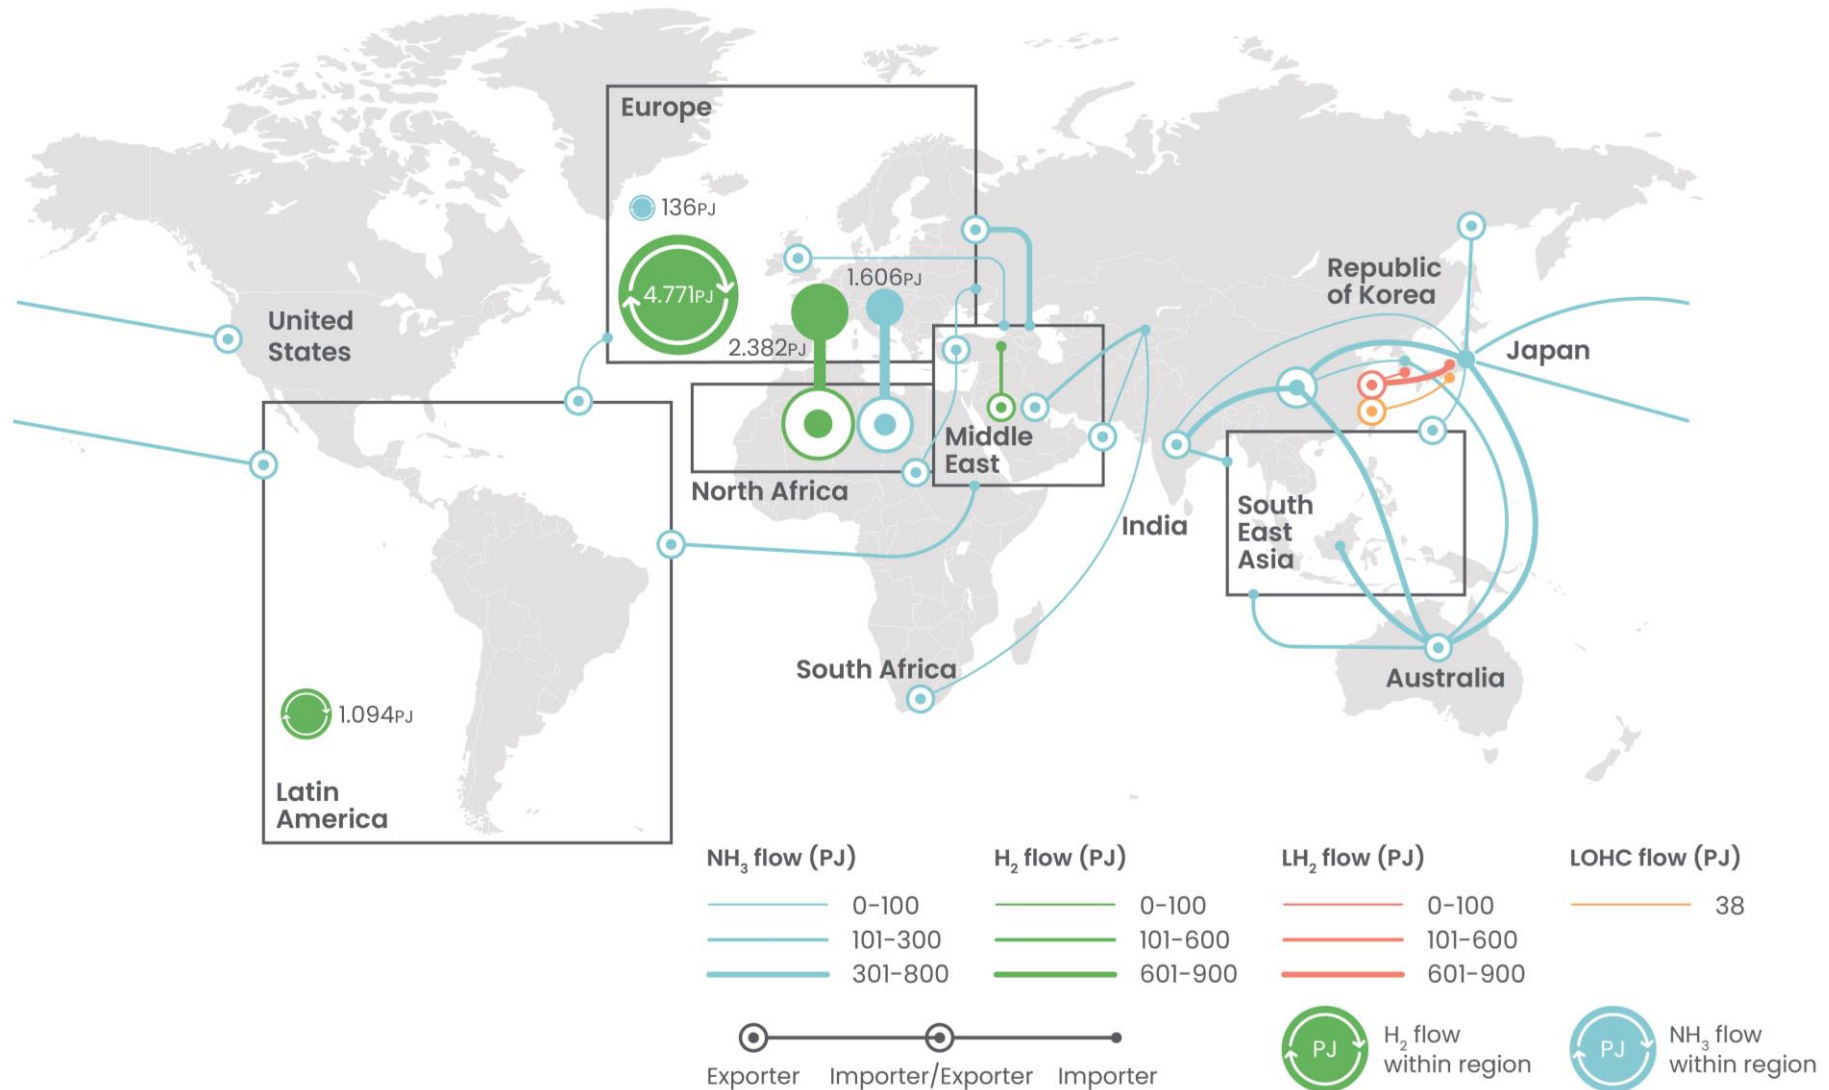 Europe
136PJ
4.771PJ
1.606PJ
2.382PJ
United
States
Republic
of Korea
Japan
Middle
East
North Africa
India
South
East
Asia
South Africa
Australia
1.094PJ
Latin
America
NH₃ flow (PJ)
0-100
101-300
301-800
H₂ flow (PJ)
0-100
101-600
601-900
LH₂ flow (PJ)
0-100
101-600
601-900
LOHC flow (PJ)
38
Exporter
Importer/Exporter
Importer
PJ
H₂ flow
within region
PJ
NH₃ flow
within region